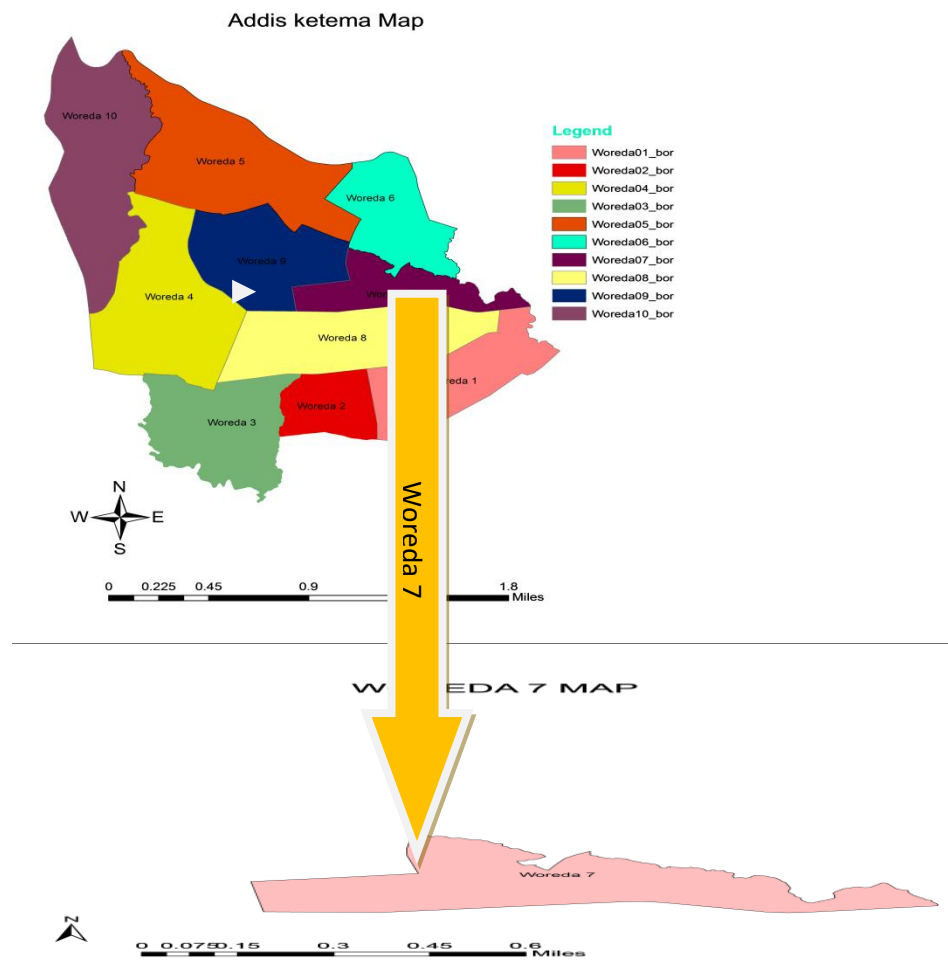 Addis ketema Map
Woreda 10
Woreda 5
Woreda 6
Woreda 9
Woreda 4
Woreda 8
reda 1
Woreda 2
Woreda 3
Legend
Woreda01_bor
Woreda02_bor
Woreda04_bor
Woreda03_bor
Woreda05_bor
Woreda06_bor
Woreda07_bor
Woreda08_bor
Woreda09_bor
Woreda10_bor
N
W E
S
0 0.225 0.45 0.9 1.8
Miles
Woreda 7
W EDA 7 MAP
Woreda 7
N
0 0.075 0.15 0.3 0.45 0.6
Miles